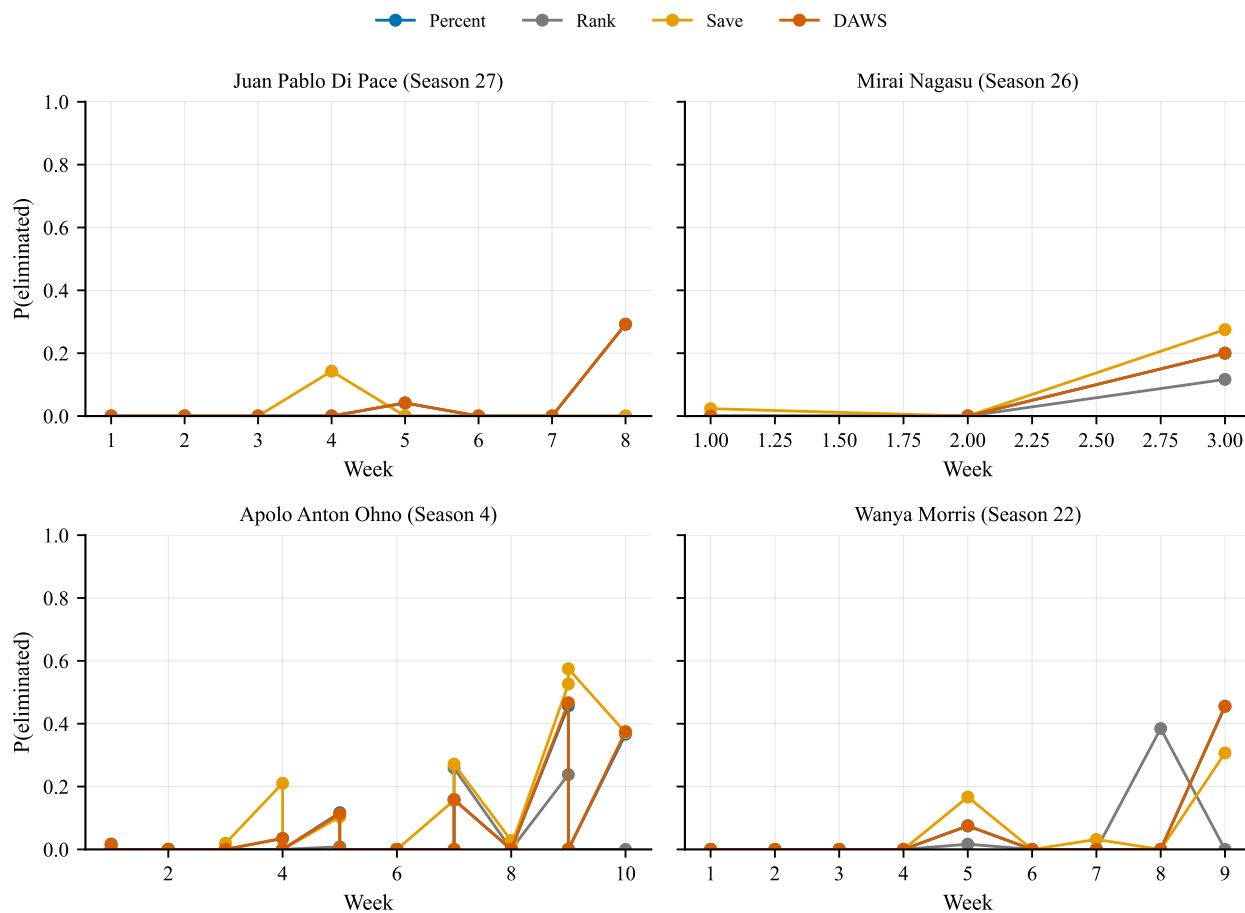 Percent Rank Save DAWS
Juan Pablo Di Pace (Season 27)
P(eliminated)
1.0
0.8
0.6
0.4
0.2
0.0
1 2 3 4 5 6 7 8
Week
Mirai Nagasu (Season 26)
1.00 1.25 1.50 1.75 2.00 2.25 2.50 2.75 3.00
Week
Apolo Anton Ohno (Season 4)
P(eliminated)
1.0
0.8
0.6
0.4
0.2
0.0
2 4 6 8 10
Week
Wanya Morris (Season 22)
1 2 3 4 5 6 7 8 9
Week